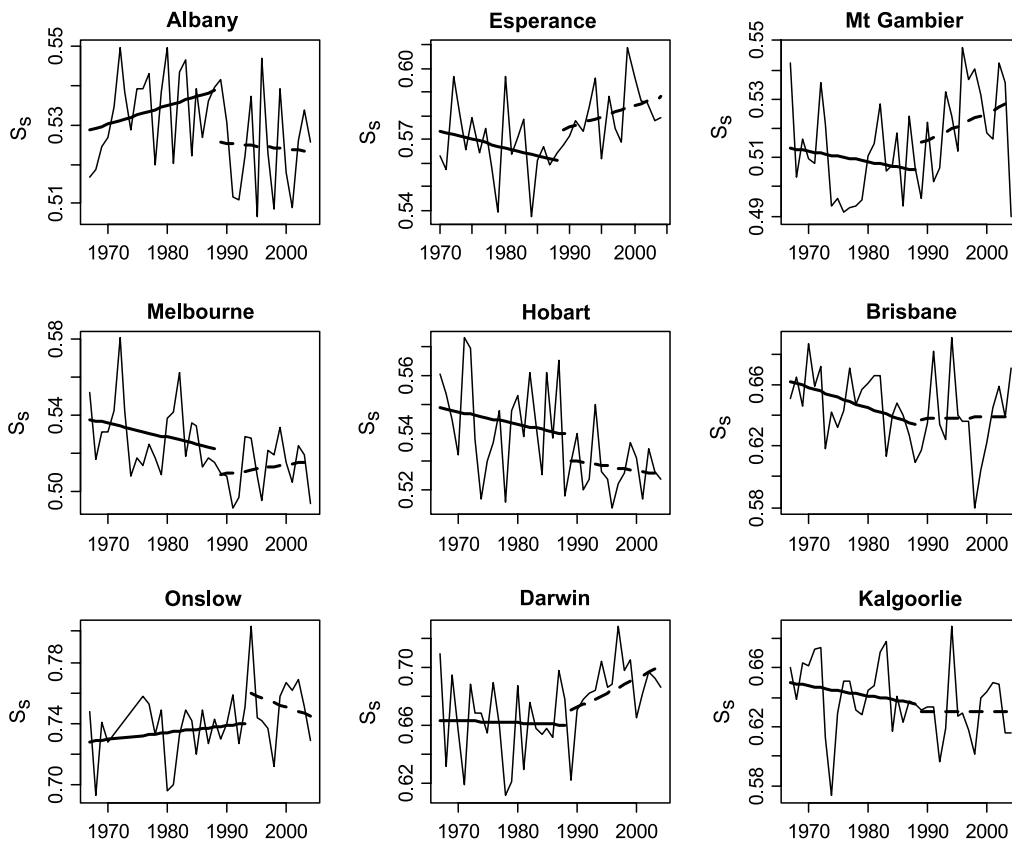 Albany
Esperance
Mt Gambier
Ss
0.51 0.53 0.55
1970 1980 1990 2000
Ss
0.54 0.57 0.60
1970 1980 1990 2000
Ss
0.49 0.51 0.53 0.55
1970 1980 1990 2000
Melbourne
Hobart
Brisbane
Ss
0.50 0.54 0.58
1970 1980 1990 2000
Ss
0.52 0.54 0.56
1970 1980 1990 2000
Ss
0.58 0.62 0.66
1970 1980 1990 2000
Onslow
Darwin
Kalgoorlie
Ss
0.70 0.74 0.78
1970 1980 1990 2000
Ss
0.62 0.66 0.70
1970 1980 1990 2000
Ss
0.58 0.62 0.66
1970 1980 1990 2000